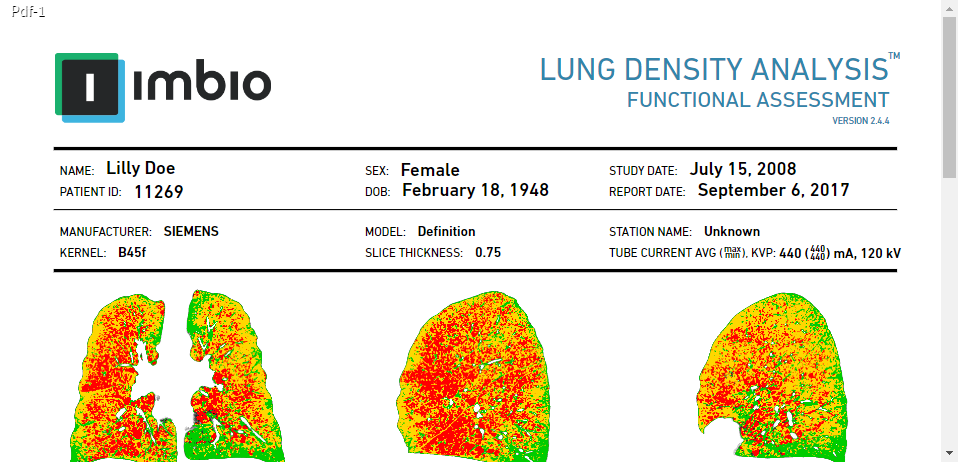 Pdf-1
I imbio
LUNG DENSITY ANALYSIS™
FUNCTIONAL ASSESSMENT
VERSION 2.4.4
NAME: Lilly Doe SEX: Female STUDY DATE: July 15, 2008
PATIENT ID: 11269 DOB: February 18, 1948 REPORT DATE: September 6, 2017
MANUFACTURER: SIEMENS MODEL: Definition STATION NAME: Unknown
KERNEL: B45f SLICE THICKNESS: 0.75 TUBE CURRENT AVG (max/min), KVP: 440 (440/440) mA, 120 kV